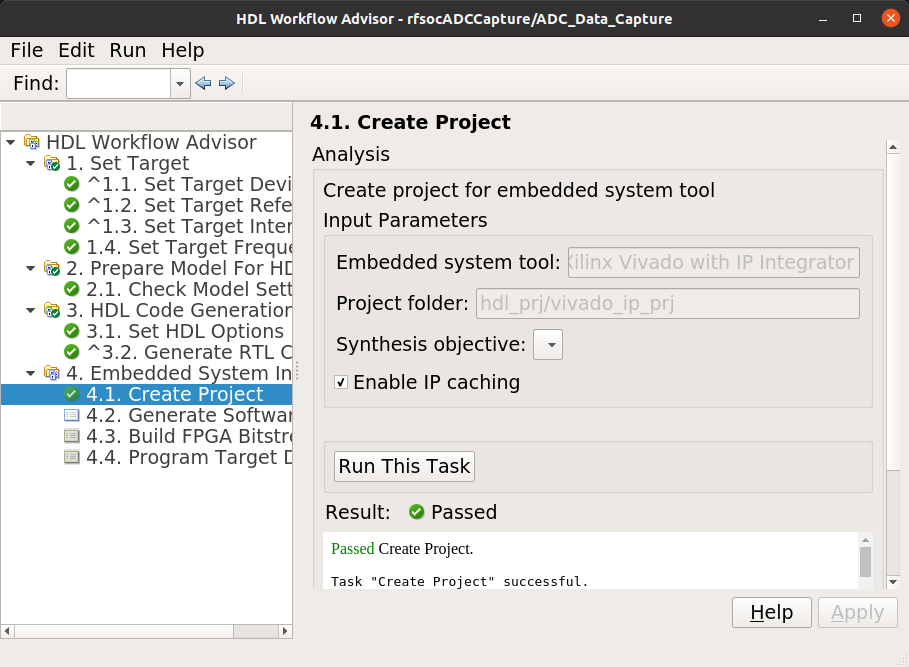 HDL Workflow Advisor - rfsocADCCapture/ADC_Data_Capture
File Edit Run Help
Find:
HDL Workflow Advisor
1. Set Target
^1.1. Set Target Devi
^1.2. Set Target Refe
^1.3. Set Target Inter
1.4. Set Target Freque
2. Prepare Model For HD
2.1. Check Model Sett
3. HDL Code Generation
3.1. Set HDL Options
^3.2. Generate RTL C
4. Embedded System In
4.1. Create Project
4.2. Generate Softwar
4.3. Build FPGA Bitstre
4.4. Program Target D
4.1. Create Project
Analysis
Create project for embedded system tool
Input Parameters
Embedded system tool: Xilinx Vivado with IP Integrator
Project folder: hdl_prj/vivado_ip_prj
Synthesis objective:
Enable IP caching
Run This Task
Result: Passed
Passed Create Project.
Task "Create Project" successful.
Help Apply